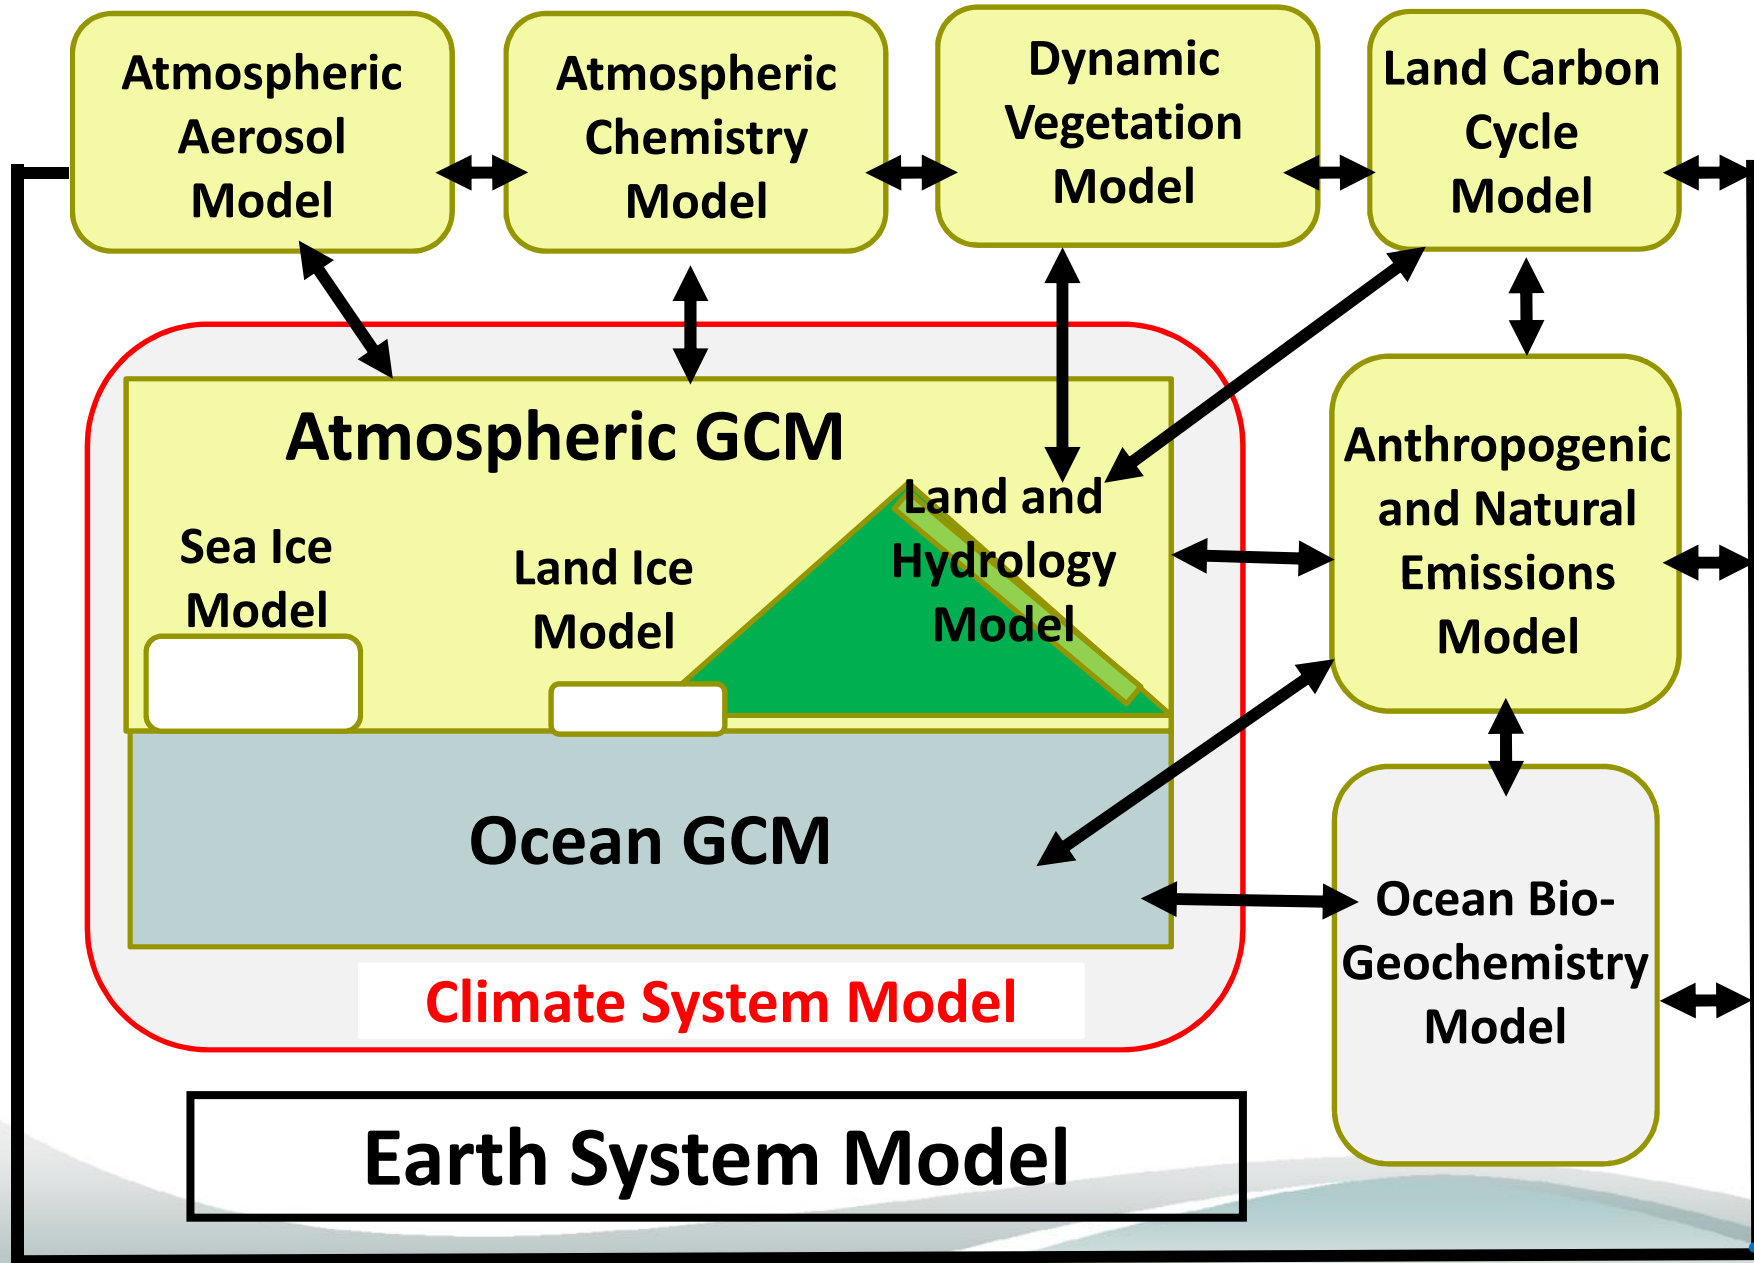 Atmospheric
Aerosol
Model
Atmospheric
Chemistry
Model
Dynamic
Vegetation
Model
Land Carbon
Cycle
Model
Atmospheric GCM
Sea Ice
Model
Land Ice
Model
Land and
Hydrology
Model
Anthropogenic
and Natural
Emissions
Model
Ocean GCM
Ocean Bio-
Geochemistry
Model
Climate System Model
Earth System Model